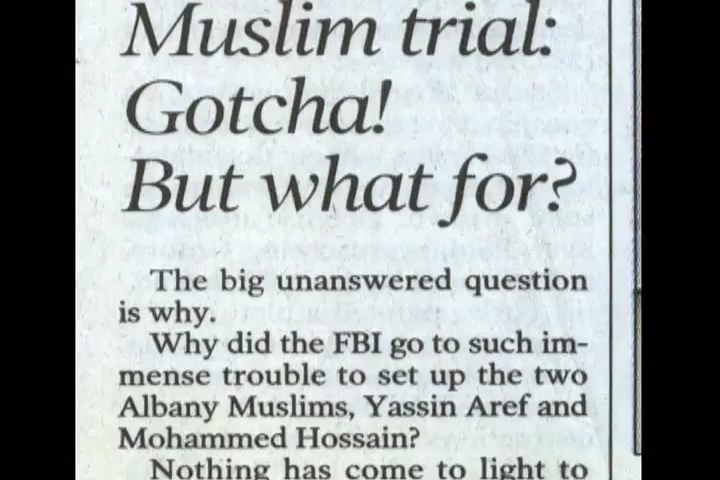 Muslim trial:
Gotcha!
But what for?
The big unanswered question
is why.
Why did the FBI go to such im-
mense trouble to set up the two
Albany Muslims, Yassin Aref and
Mohammed Hossain?
Nothing has come to light to